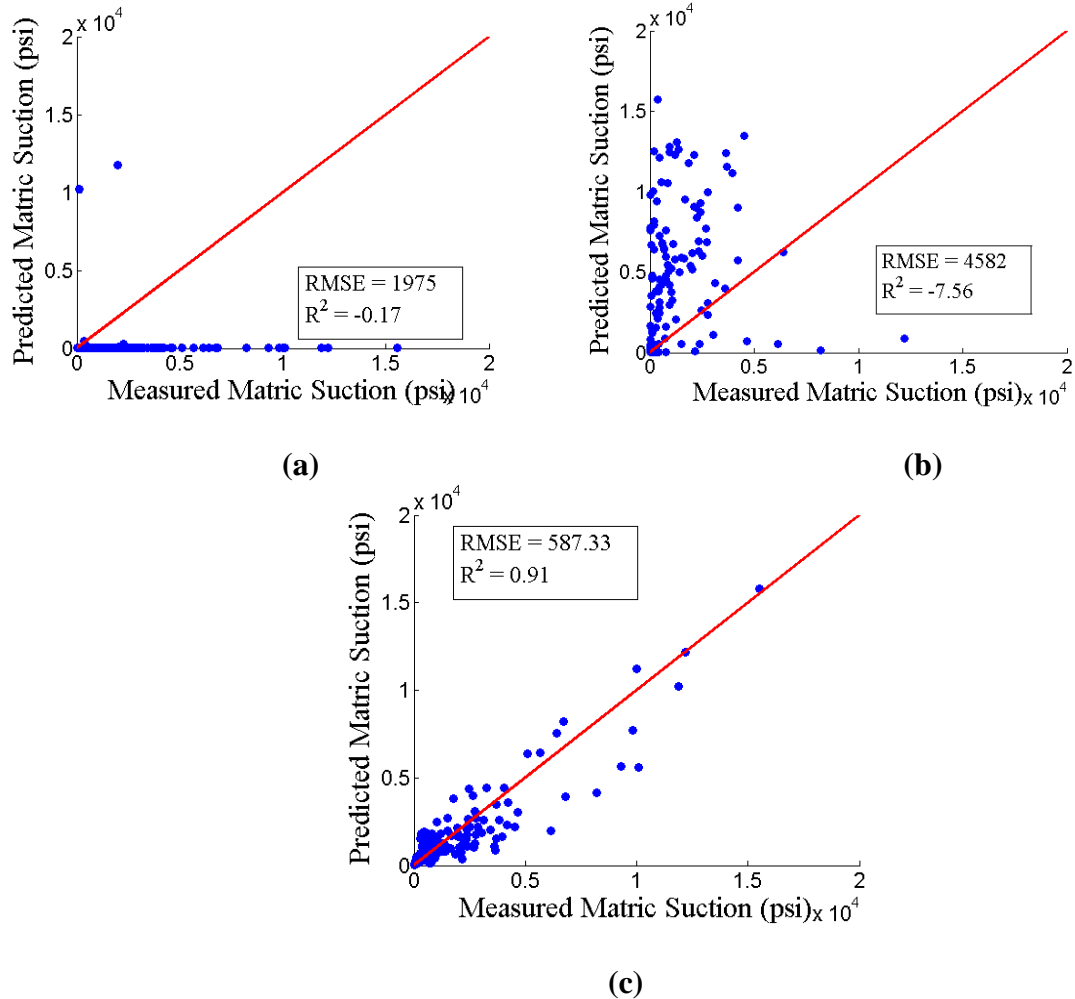 x 10^4
2
1.5
1
0.5
0
Predicted Matric Suction (psi)
RMSE = 1975
R^2 = -0.17
0 0.5 1 1.5 2
Measured Matric Suction (psi) x 10^4
(a)
x 10^4
2
1.5
1
0.5
0
Predicted Matric Suction (psi)
RMSE = 4582
R^2 = -7.56
0 0.5 1 1.5 2
Measured Matric Suction (psi) x 10^4
(b)
x 10^4
2
1.5
1
0.5
0
Predicted Matric Suction (psi)
RMSE = 587.33
R^2 = 0.91
0 0.5 1 1.5 2
Measured Matric Suction (psi) x 10^4
(c)